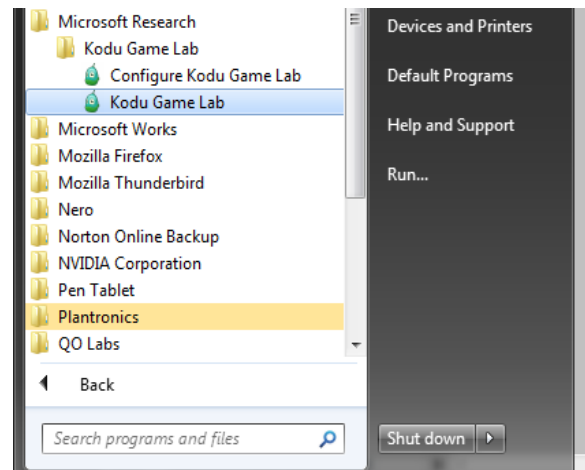 Microsoft Research
Kodu Game Lab
Configure Kodu Game Lab
Kodu Game Lab
Microsoft Works
Mozilla Firefox
Mozilla Thunderbird
Nero
Norton Online Backup
NVIDIA Corporation
Pen Tablet
Plantronics
QO Labs
Back
Search programs and files
Devices and Printers
Default Programs
Help and Support
Run...
Shut down